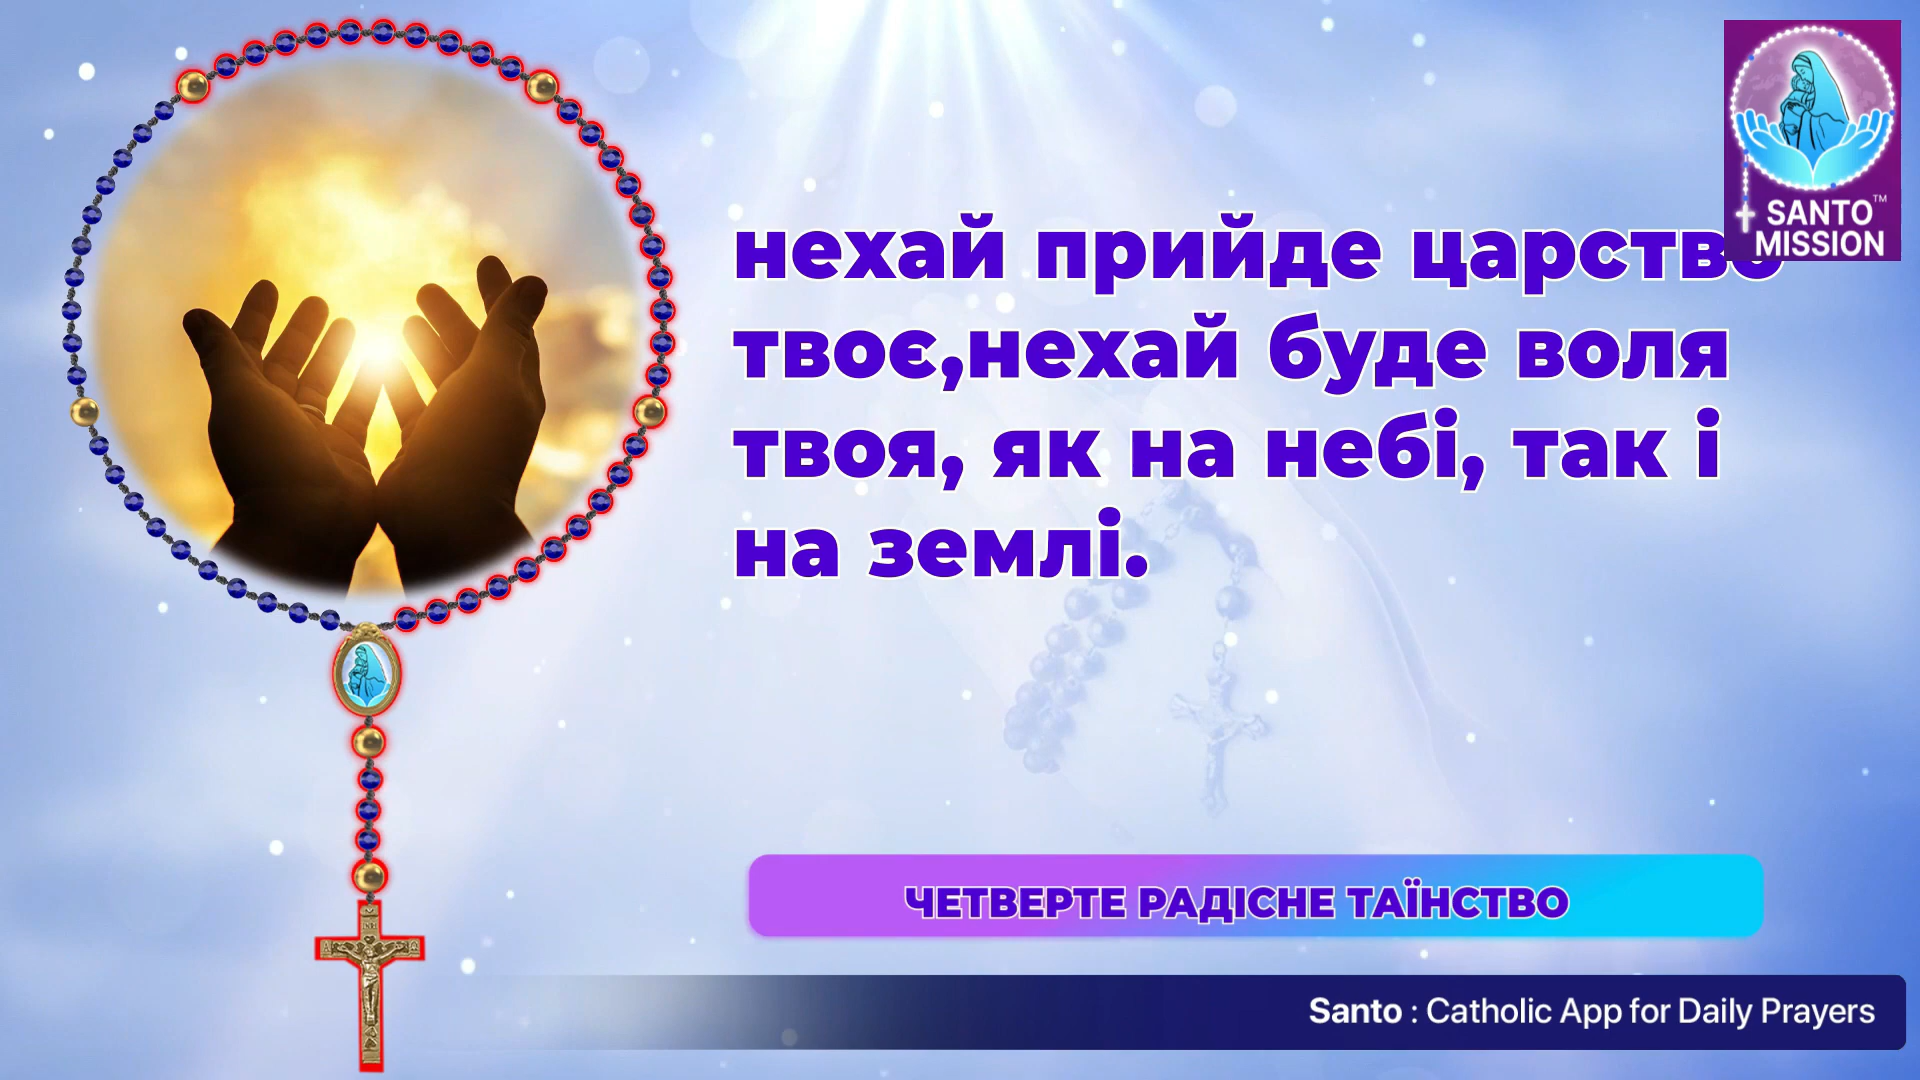 SANTO™
MISSION
нехай прийде царство
твоє,нехай буде воля
твоя, як на небі, так і
на землі.
ЧЕТВЕРТЕ РАДІСНЕ ТАЇНСТВО
Santo : Catholic App for Daily Prayers